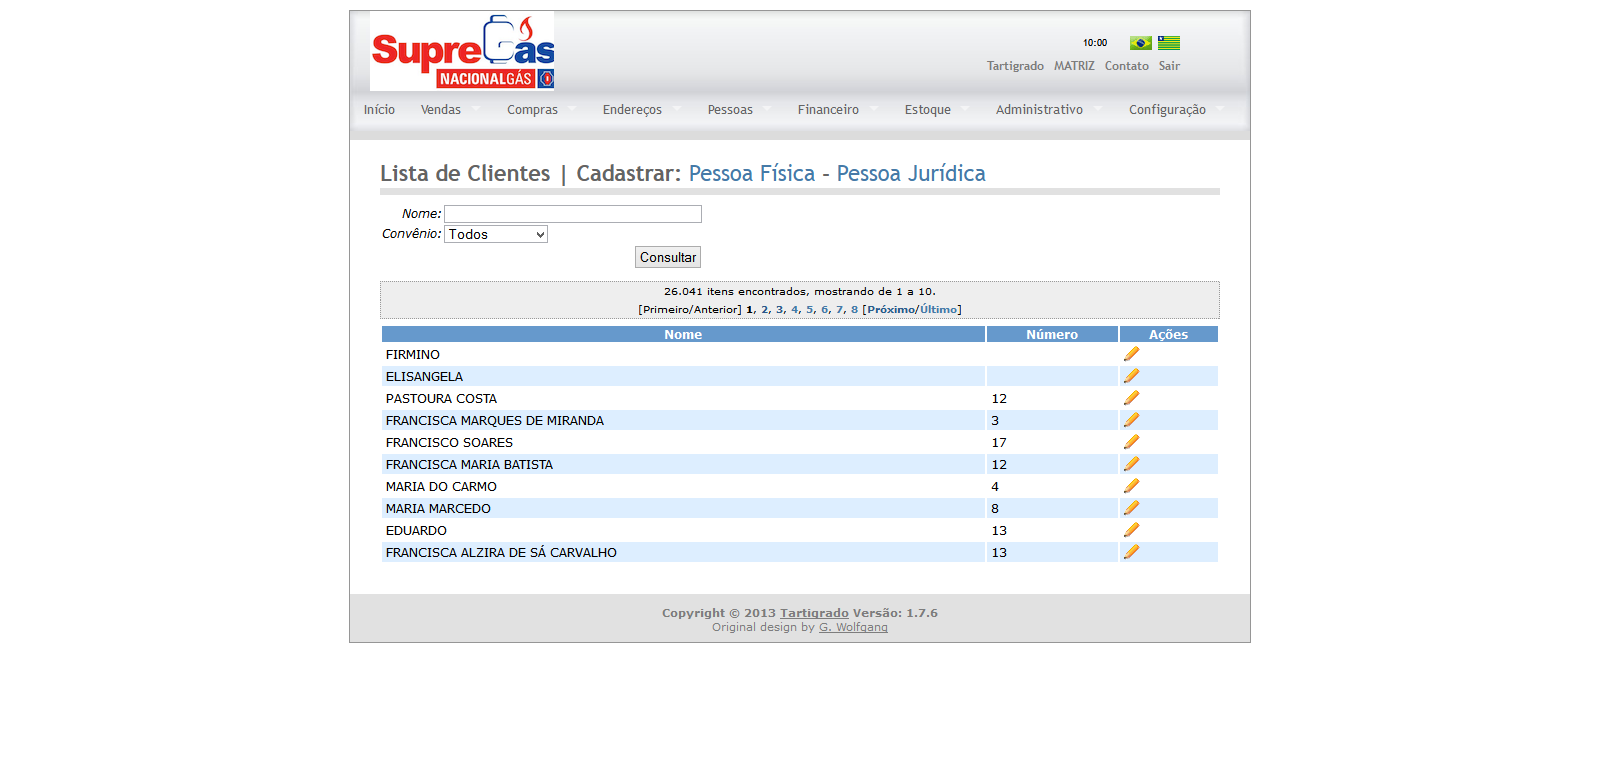 SupreGas
NACIONALGÁS
10:00
Tartigrado MATRIZ Contato Sair
Início Vendas Compras Endereços Pessoas Financeiro Estoque Administrativo Configuração
Lista de Clientes | Cadastrar: Pessoa Física - Pessoa Jurídica
Nome:
Convênio: Todos
Consultar
26.041 itens encontrados, mostrando de 1 a 10.
[Primeiro/Anterior] 1, 2, 3, 4, 5, 6, 7, 8 [Próximo/Último]
Nome Número Ações
FIRMINO
ELISANGELA
PASTOURA COSTA 12
FRANCISCA MARQUES DE MIRANDA 3
FRANCISCO SOARES 17
FRANCISCA MARIA BATISTA 12
MARIA DO CARMO 4
MARIA MARCEDO 8
EDUARDO 13
FRANCISCA ALZIRA DE SÁ CARVALHO 13
Copyright © 2013 Tartigrado Versão: 1.7.6
Original design by G. Wolfgang